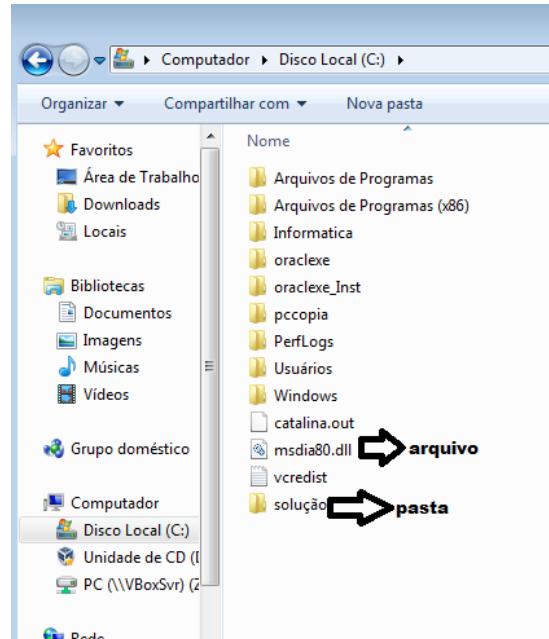 Computador ▸ Disco Local (C:) ▸
Organizar Compartilhar com Nova pasta
Favoritos
Área de Trabalho
Downloads
Locais
Bibliotecas
Documentos
Imagens
Músicas
Vídeos
Grupo doméstico
Computador
Disco Local (C:)
Unidade de CD (
PC (\\VBoxSvr) (
Rede
Nome
Arquivos de Programas
Arquivos de Programas (x86)
Informatica
oraclexe
oraclexe_Inst
pccopia
PerfLogs
Usuários
Windows
catalina.out
msdia80.dll arquivo
vcredist
solução pasta